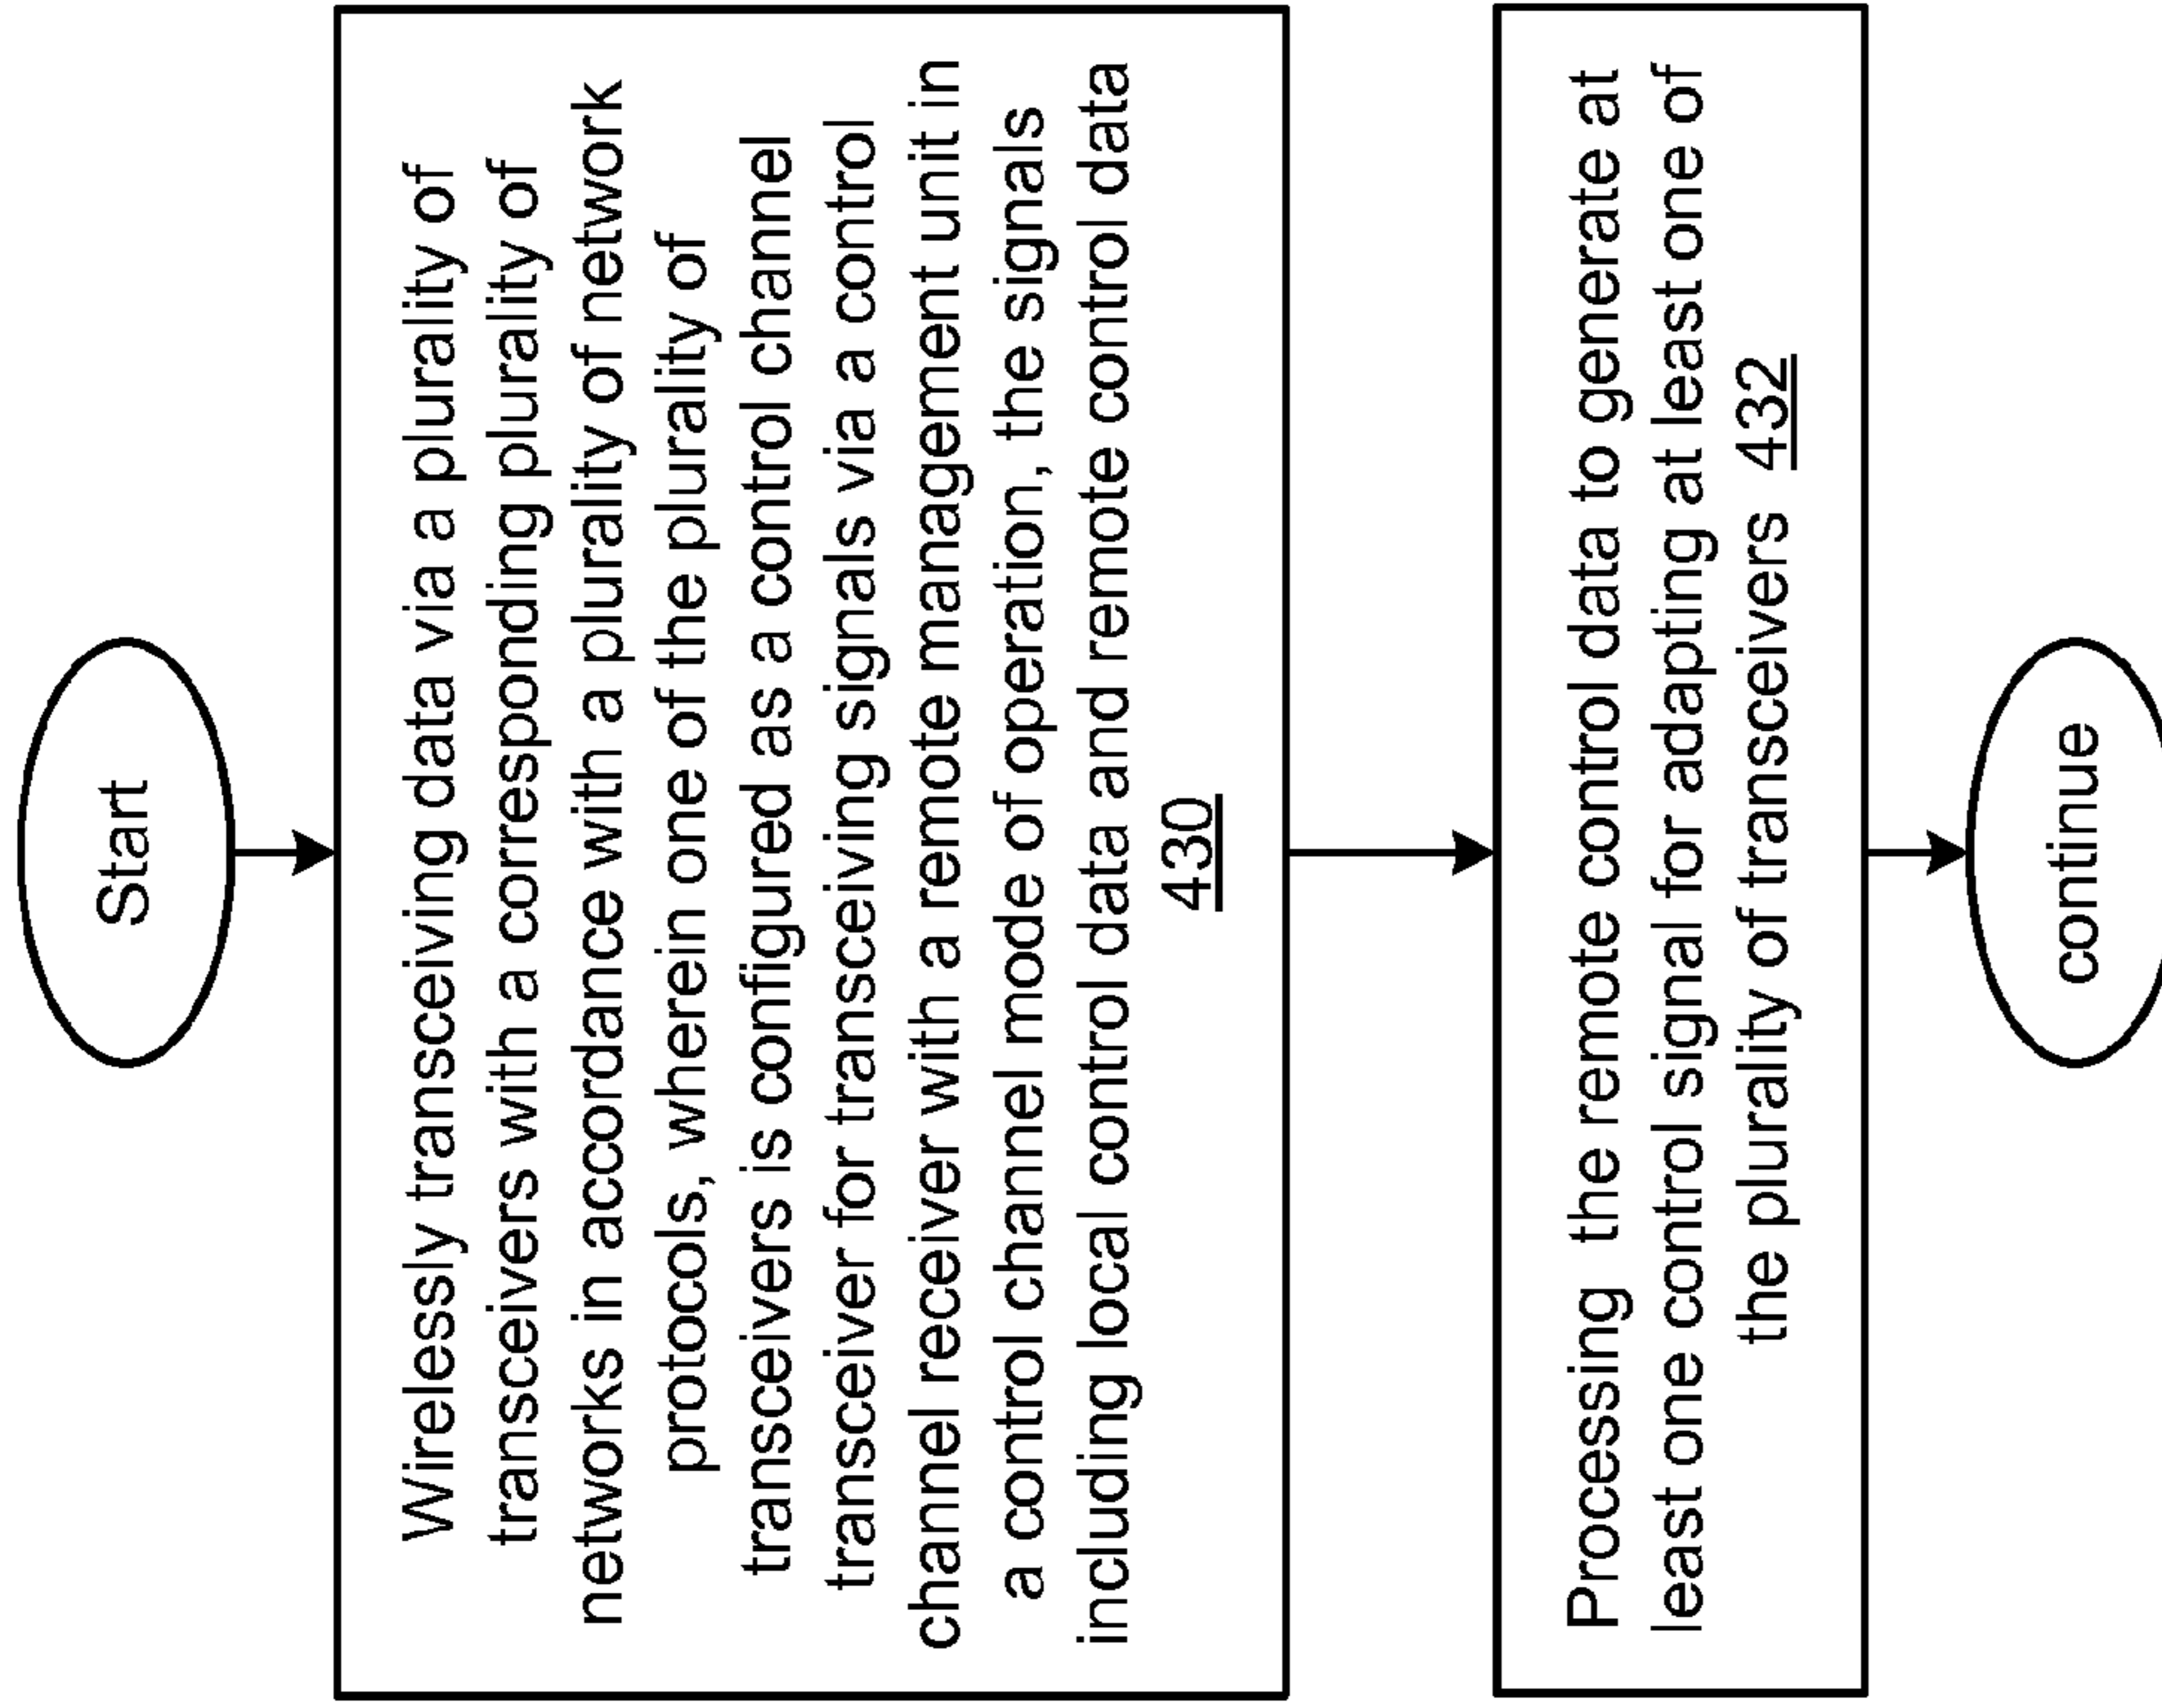 Start
Wirelessly transceiving data via a plurality of
transceivers with a corresponding plurality of
networks in accordance with a plurality of network
protocols, wherein one of the plurality of
transceivers is configured as a control channel
transceiver for transceiving signals via a control
channel receiver with a remote management unit in
a control channel mode of operation, the signals
including local control data and remote control data
430
Processing the remote control data to generate at
least one control signal for adapting at least one of
the plurality of transceivers 432
continue